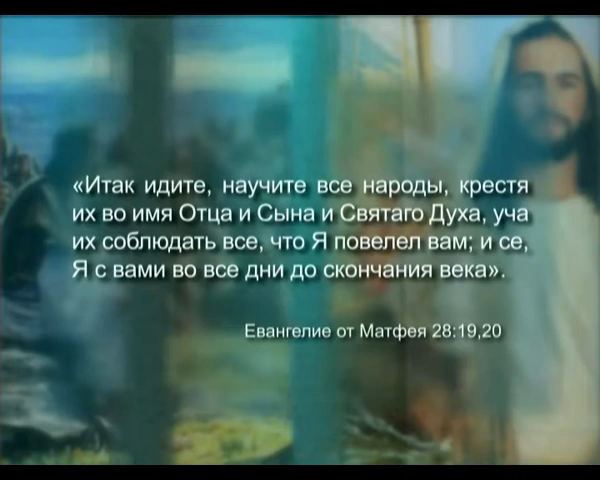 «Итак идите, научите все народы, крестя
их во имя Отца и Сына и Святаго Духа, уча
их соблюдать все, что Я повелел вам; и се,
Я с вами во все дни до скончания века».
Евангелие от Матфея 28:19,20